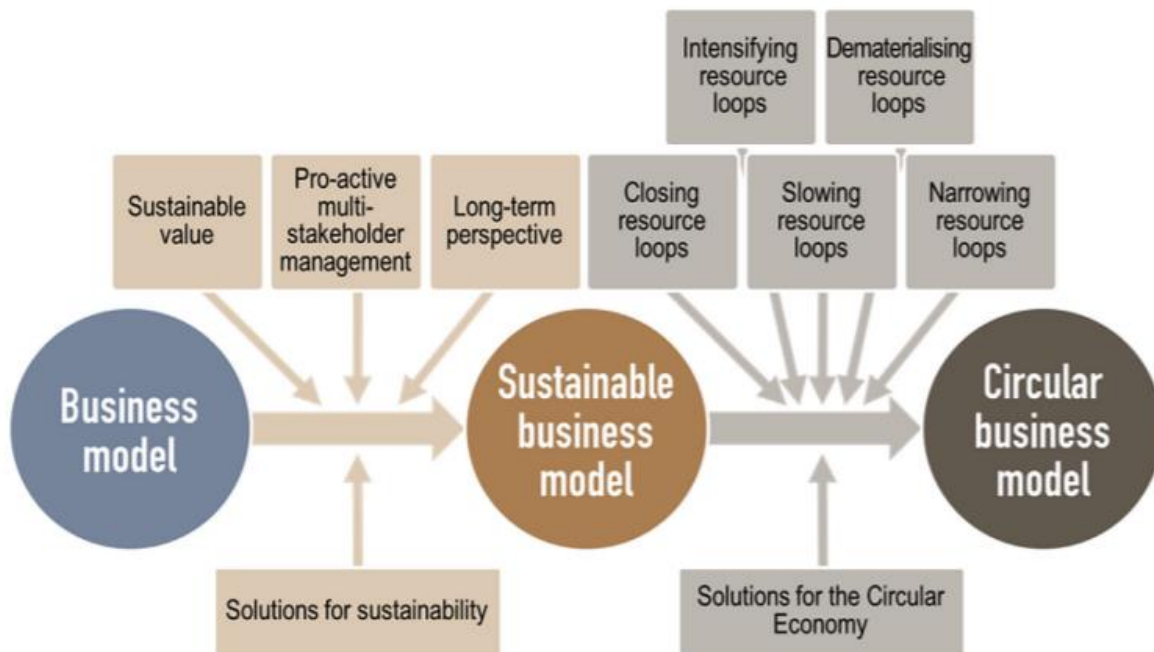 Intensifying
resource
loops
Dematerialising
resource
loops
Sustainable
value
Pro-active
multi-
stakeholder
management
Long-term
perspective
Closing
resource
loops
Slowing
resource
loops
Narrowing
resource
loops
Business
model
Sustainable
business
model
Circular
business
model
Solutions for sustainability
Solutions for the Circular
Economy